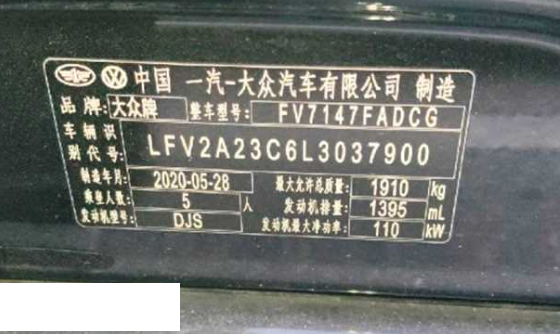 中国 一汽-大众汽车有限公司 制造
品牌: 大众牌 整车型号: FV7147FADCG
车辆识别代号: LFV2A23C6L3037900
制造年月: 2020-05-28 最大允许总质量: 1910 kg
乘坐人数: 5 人 发动机排量: 1395 mL
发动机型号: DJS 发动机最大净功率: 110 kW